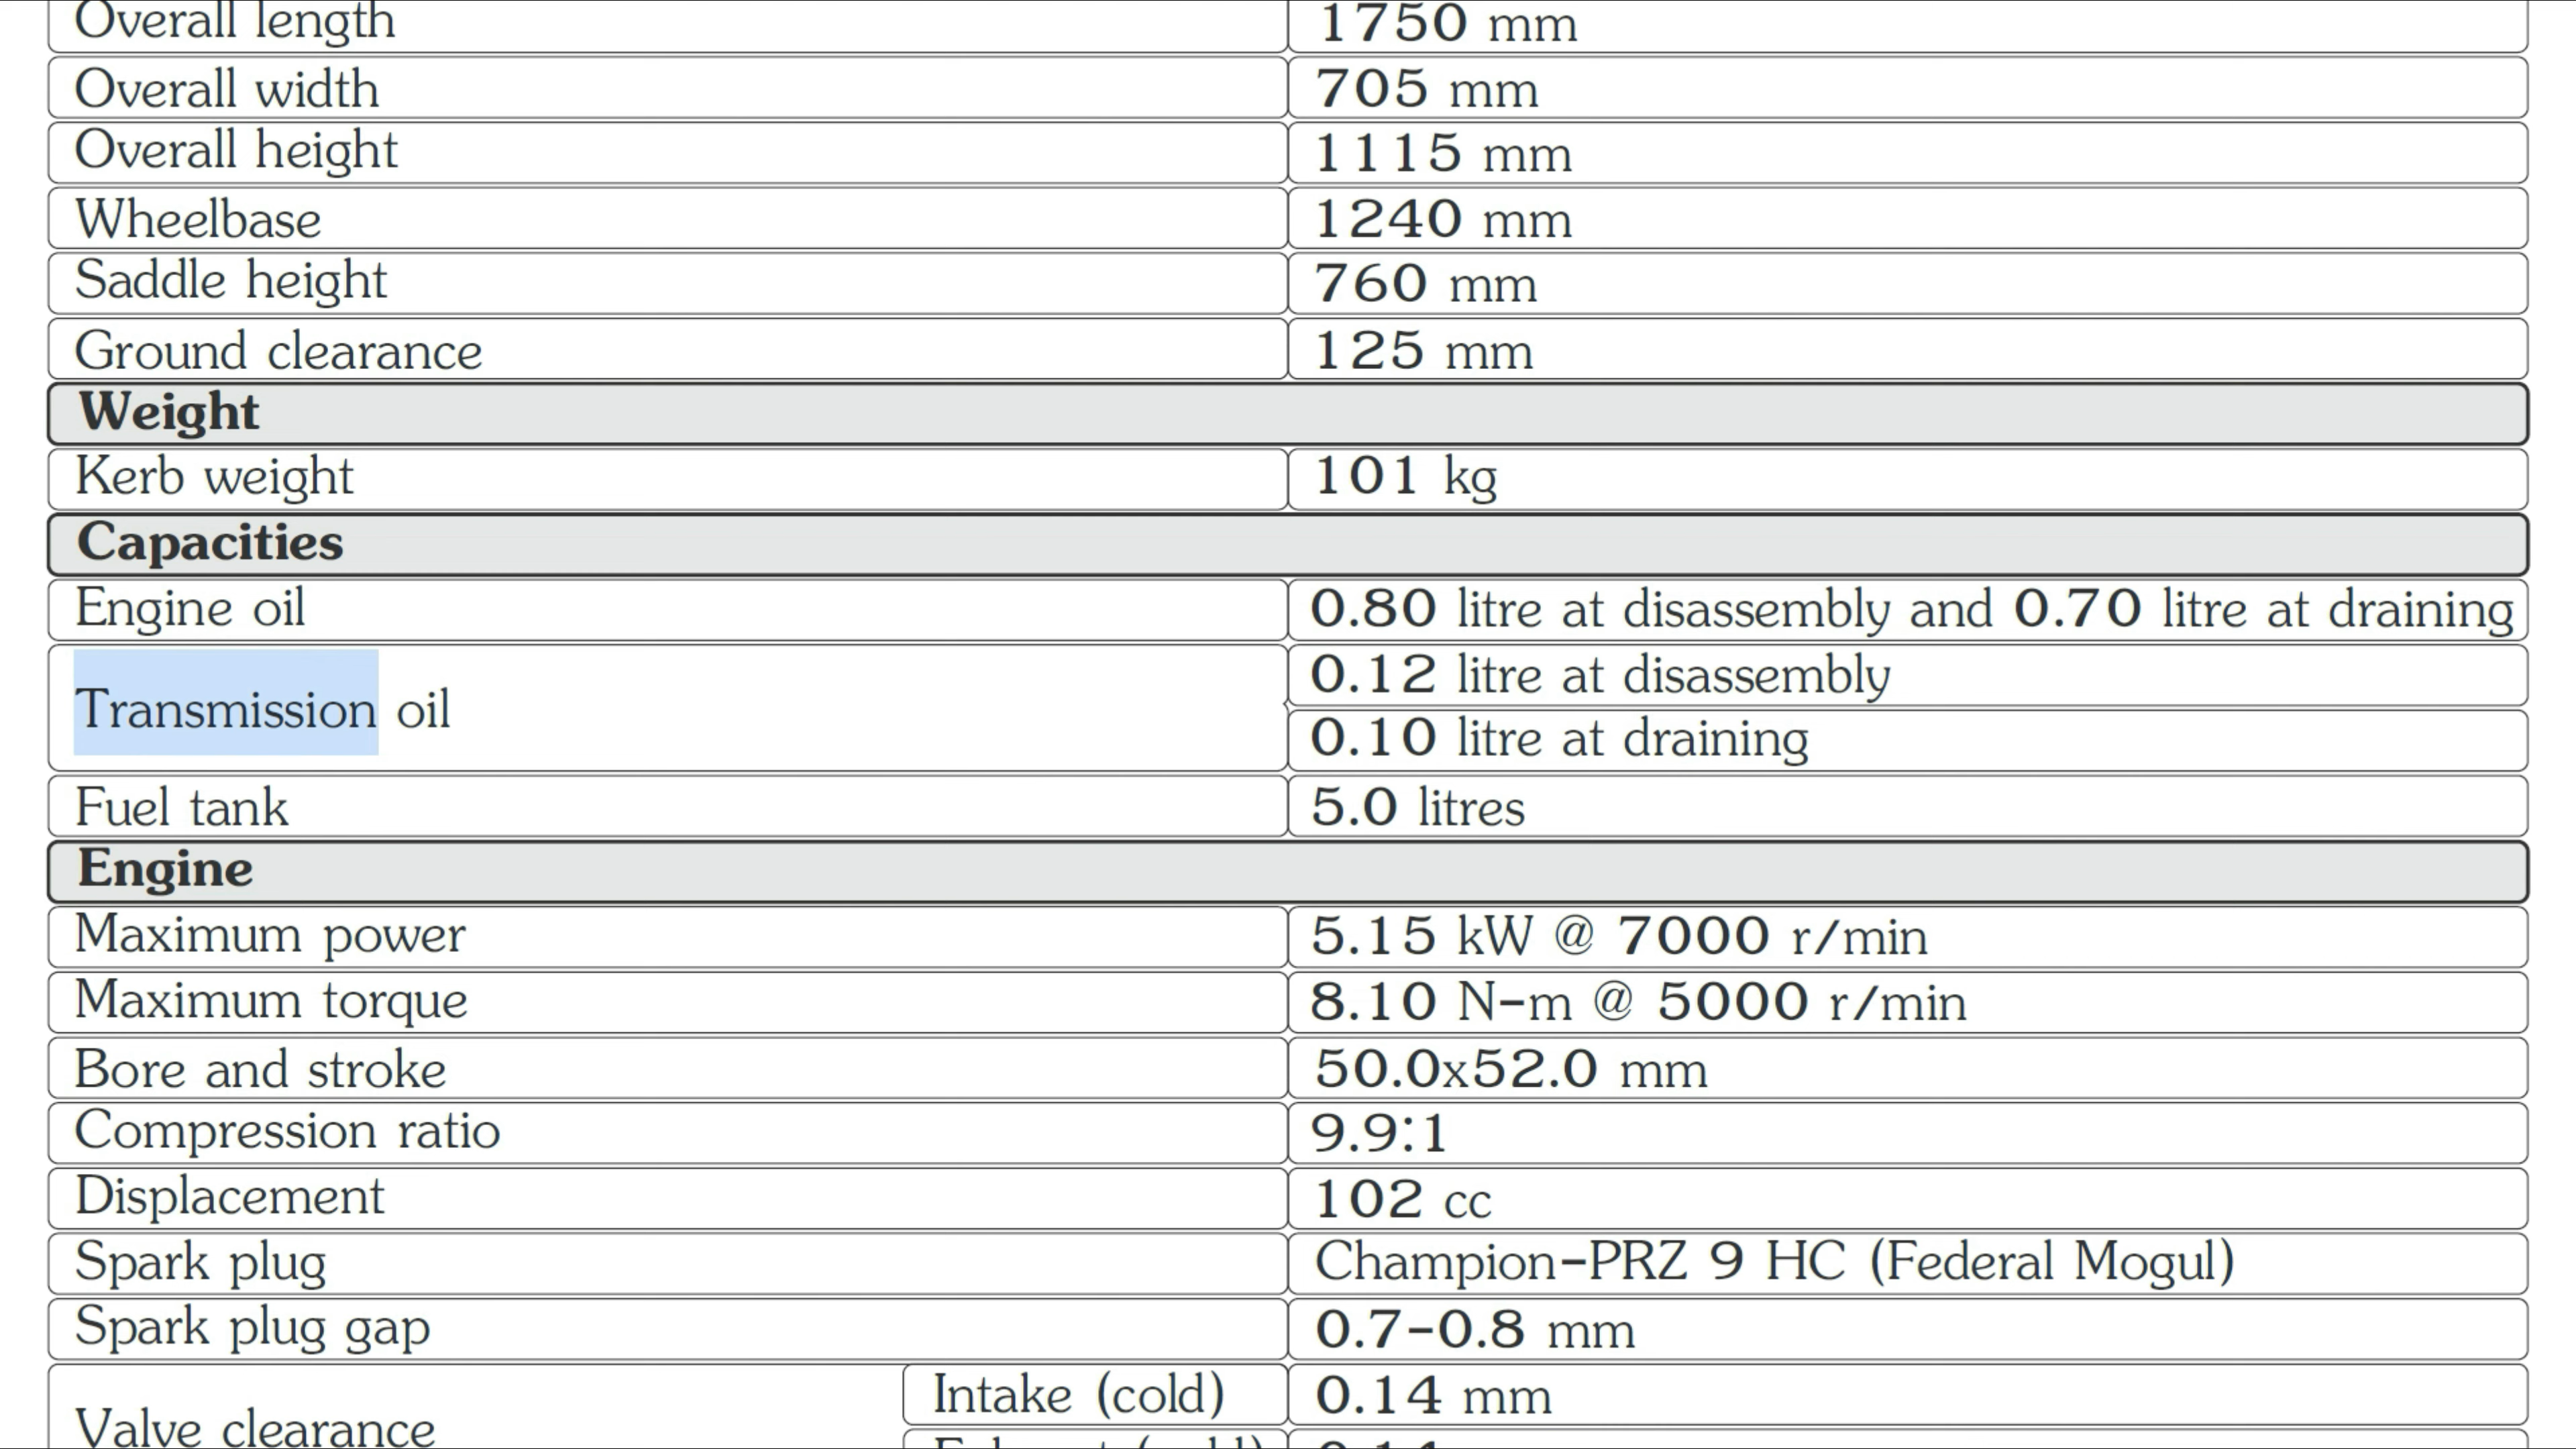 Overall length 1750 mm
Overall width 705 mm
Overall height 1115 mm
Wheelbase 1240 mm
Saddle height 760 mm
Ground clearance 125 mm
Weight
Kerb weight 101 kg
Capacities
Engine oil 0.80 litre at disassembly and 0.70 litre at draining
Transmission oil 0.12 litre at disassembly
0.10 litre at draining
Fuel tank 5.0 litres
Engine
Maximum power 5.15 kW @ 7000 r/min
Maximum torque 8.10 N-m @ 5000 r/min
Bore and stroke 50.0x52.0 mm
Compression ratio 9.9:1
Displacement 102 cc
Spark plug Champion-PRZ 9 HC (Federal Mogul)
Spark plug gap 0.7-0.8 mm
Valve clearance Intake (cold) 0.14 mm